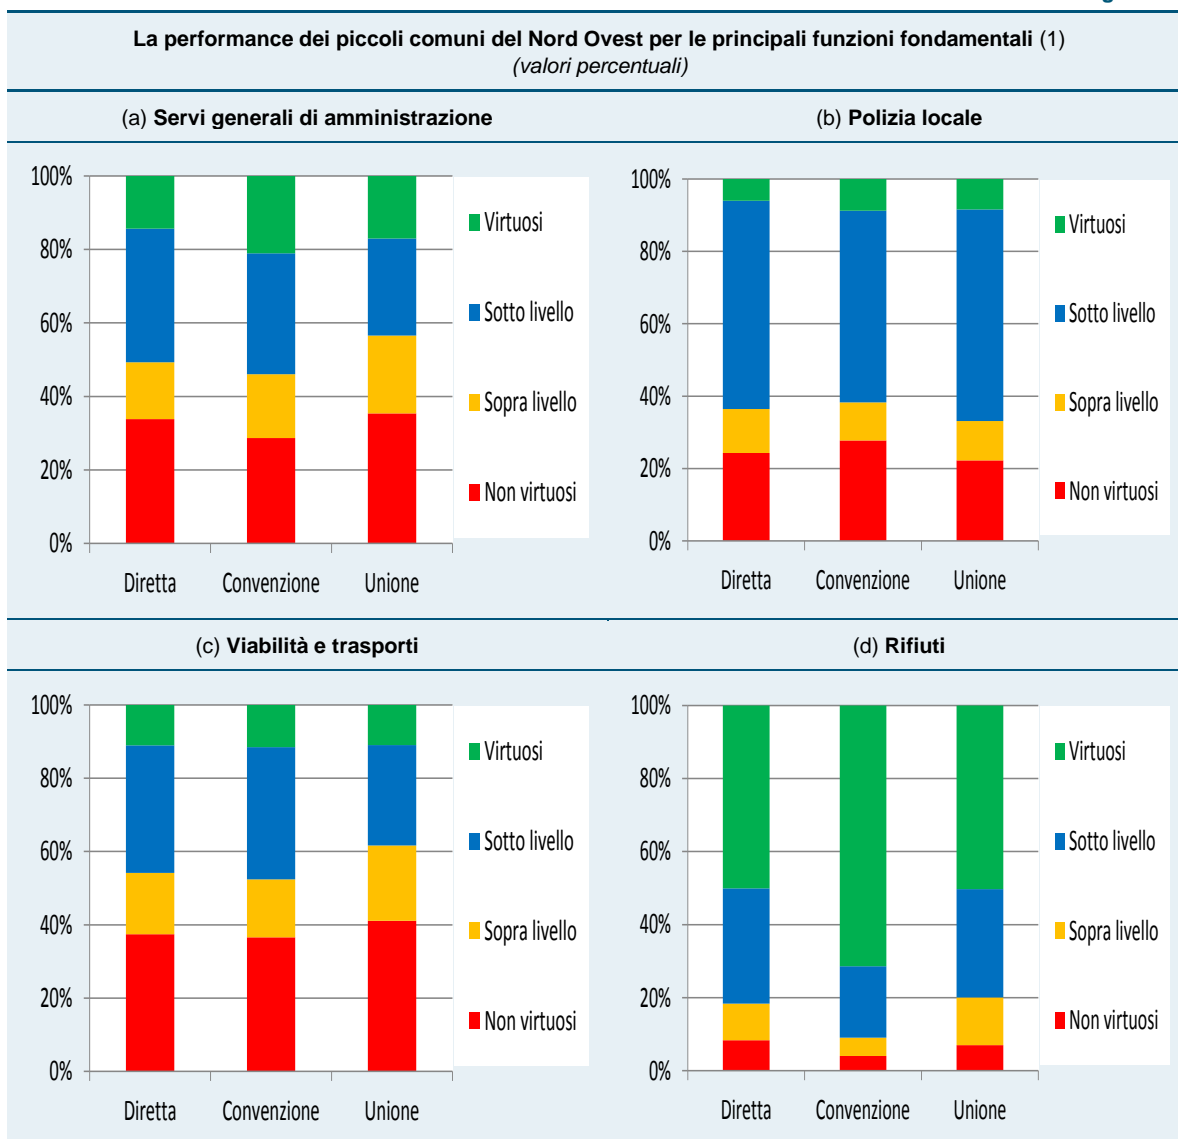 La performance dei piccoli comuni del Nord Ovest per le principali funzioni fondamentali (1)
(valori percentuali)
(a) Servi generali di amministrazione
(b) Polizia locale
100%
80%
60%
40%
20%
0%
Diretta
Convenzione
Unione
Virtuosi
Sotto livello
Sopra livello
Non virtuosi
100%
80%
60%
40%
20%
0%
Diretta
Convenzione
Unione
Virtuosi
Sotto livello
Sopra livello
Non virtuosi
(c) Viabilità e trasporti
(d) Rifiuti
100%
80%
60%
40%
20%
0%
Diretta
Convenzione
Unione
Virtuosi
Sotto livello
Sopra livello
Non virtuosi
100%
80%
60%
40%
20%
0%
Diretta
Convenzione
Unione
Virtuosi
Sotto livello
Sopra livello
Non virtuosi